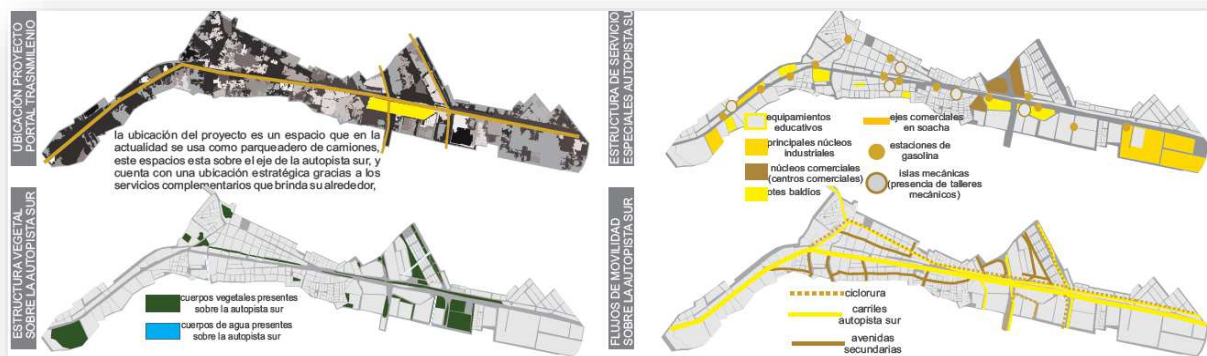 UBICACIÓN PROYECTO
PORTAL TRASNMILENIO
la ubicación del proyecto es un espacio que en la
actualidad se usa como parqueadero de camiones,
este espacios esta sobre el eje de la autopista sur, y
cuenta con una ubicación estratégica gracias a los
servicios complementarios que brinda su alrededor,
ESTRUCTURA DE SERVICIO
ESPECIALES AUTOPISTA SU
equipamientos
educativos
principales núcleos
industriales
núcleos comerciales
(centros comerciales)
otes baldíos
ejes comerciales
en soacha
estaciones de
gasolina
islas mecánicas
(presencia de talleres
mecánicos)
ESTRUCTURA VEGETAL
SOBRE LA AUTOPISTA SUR
cuerpos vegetales presentes
sobre la autopista sur
cuerpos de agua presentes
sobre la autopista sur
FLUJOS DE MOVILIDAD
SOBRE LA AUTOPISTA SUR
ciclorura
carriles
autopista sur
avenidas
secundarias